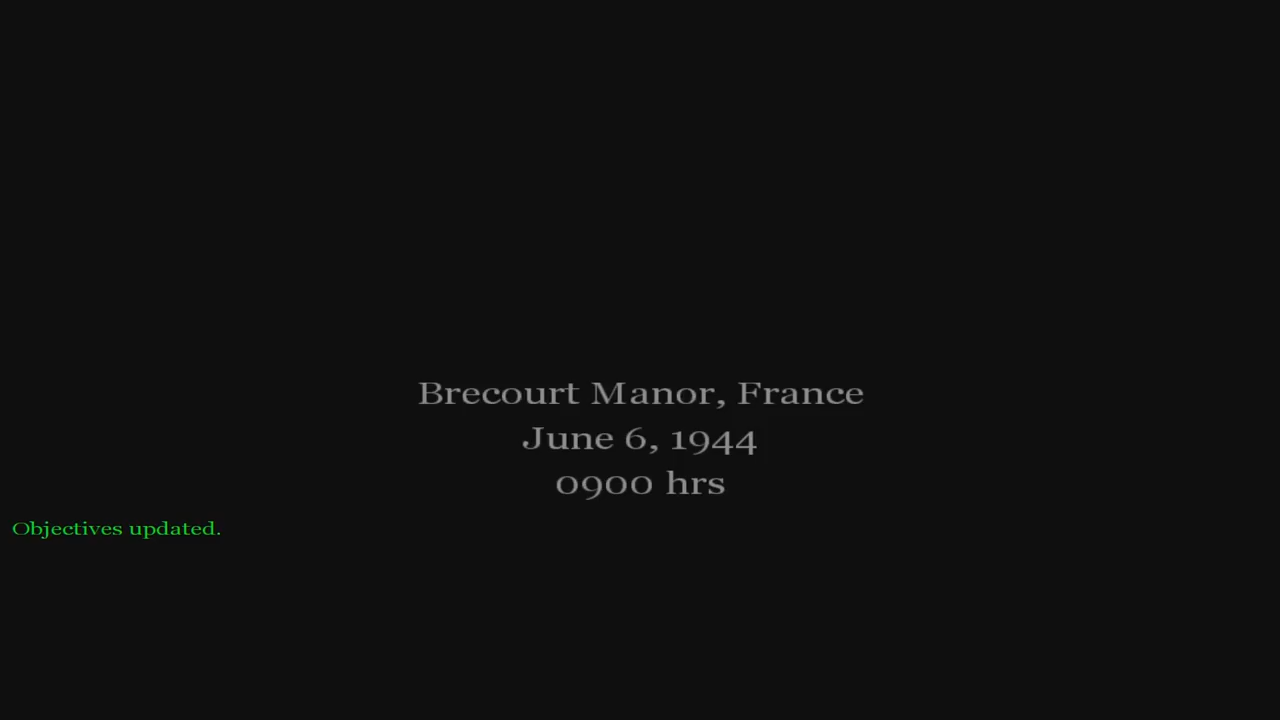 Brecourt Manor, France
June 6, 1944
0900 hrs
Objectives updated.